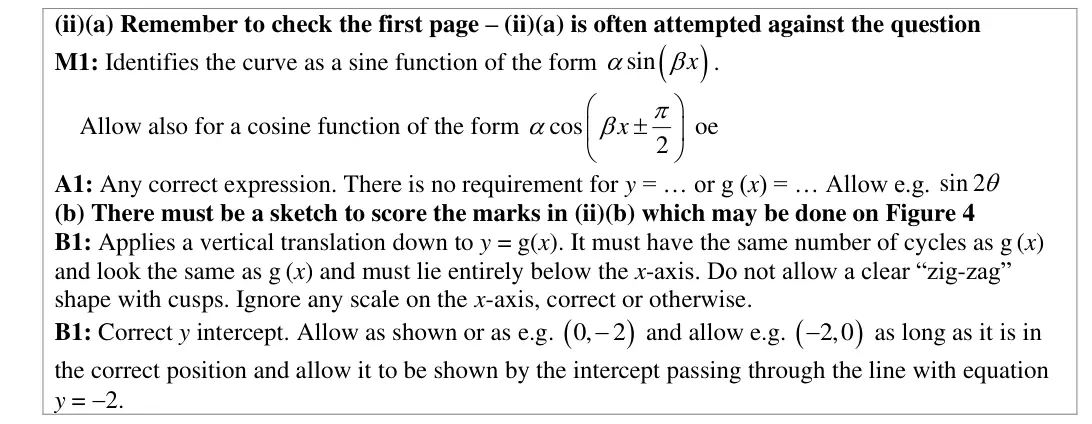 (ii)(a) Remember to check the first page – (ii)(a) is often attempted against the question
M1: Identifies the curve as a sine function of the form α sin(βx).
Allow also for a cosine function of the form α cos(βx ± π/2) oe
A1: Any correct expression. There is no requirement for y = … or g (x) = … Allow e.g. sin 2θ
(b) There must be a sketch to score the marks in (ii)(b) which may be done on Figure 4
B1: Applies a vertical translation down to y = g(x). It must have the same number of cycles as g (x)
and look the same as g (x) and must lie entirely below the x-axis. Do not allow a clear “zig-zag”
shape with cusps. Ignore any scale on the x-axis, correct or otherwise.
B1: Correct y intercept. Allow as shown or as e.g. (0, −2) and allow e.g. (−2, 0) as long as it is in
the correct position and allow it to be shown by the intercept passing through the line with equation
y = −2.